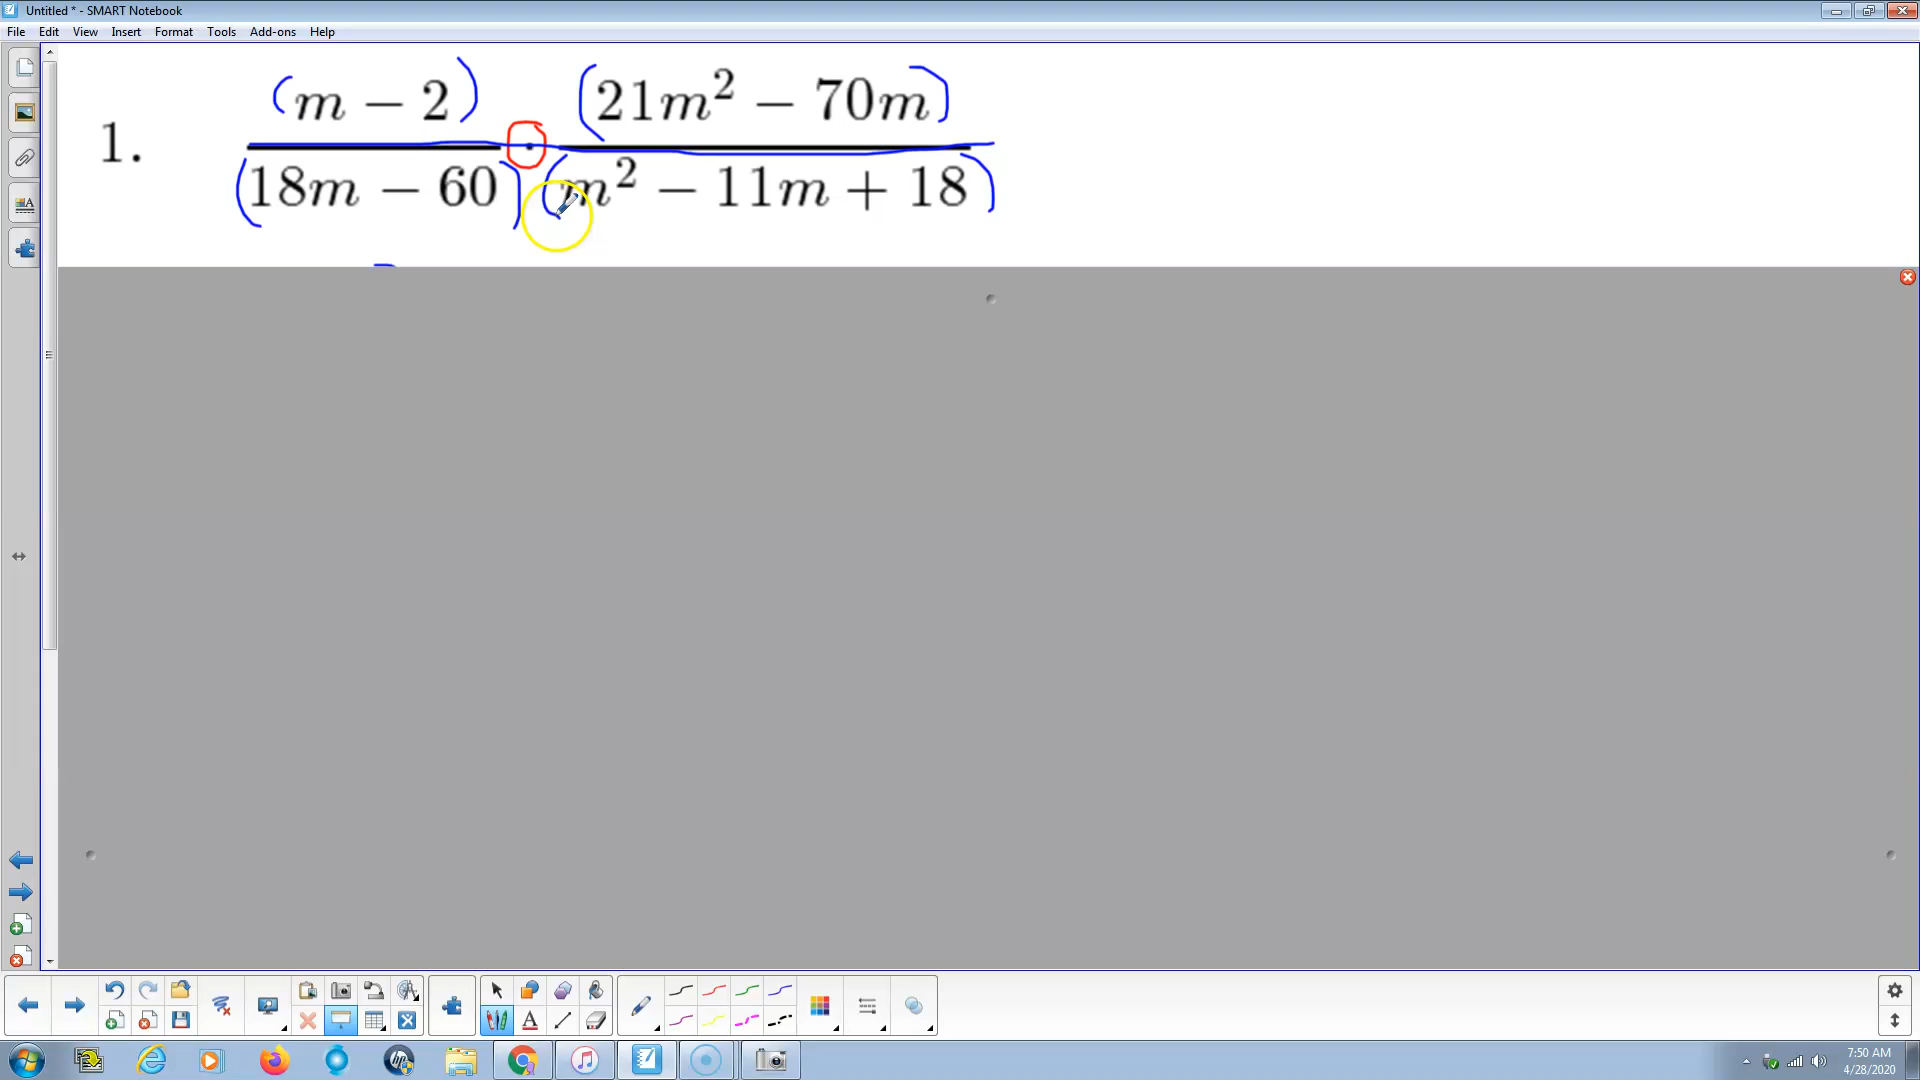 Untitled * - SMART Notebook
File Edit View Insert Format Tools Add-ons Help
1. (m − 2) / (18m − 60) · (21m² − 70m) / (m² − 11m + 18)
A
7:50 AM
4/28/2020